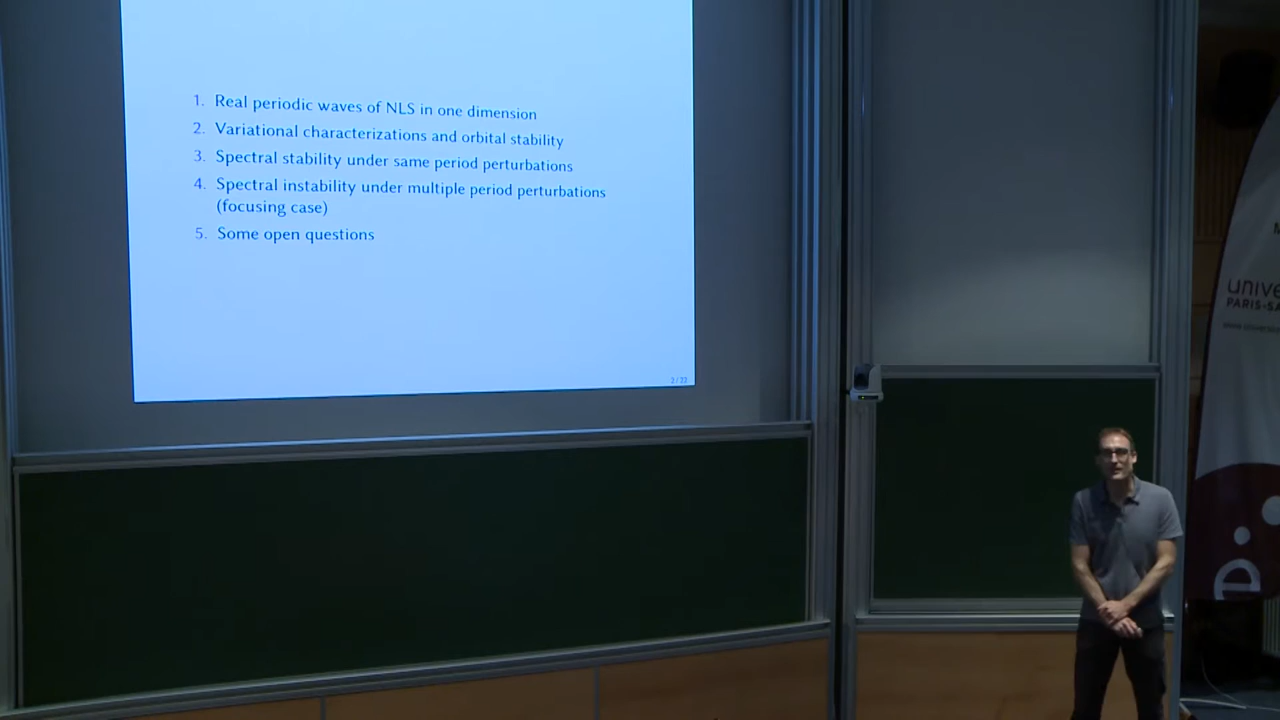 1. Real periodic waves of NLS in one dimension
2. Variational characterizations and orbital stability
3. Spectral stability under same period perturbations
4. Spectral instability under multiple period perturbations
(focusing case)
5. Some open questions
2/22
unive
PARIS-SA
e